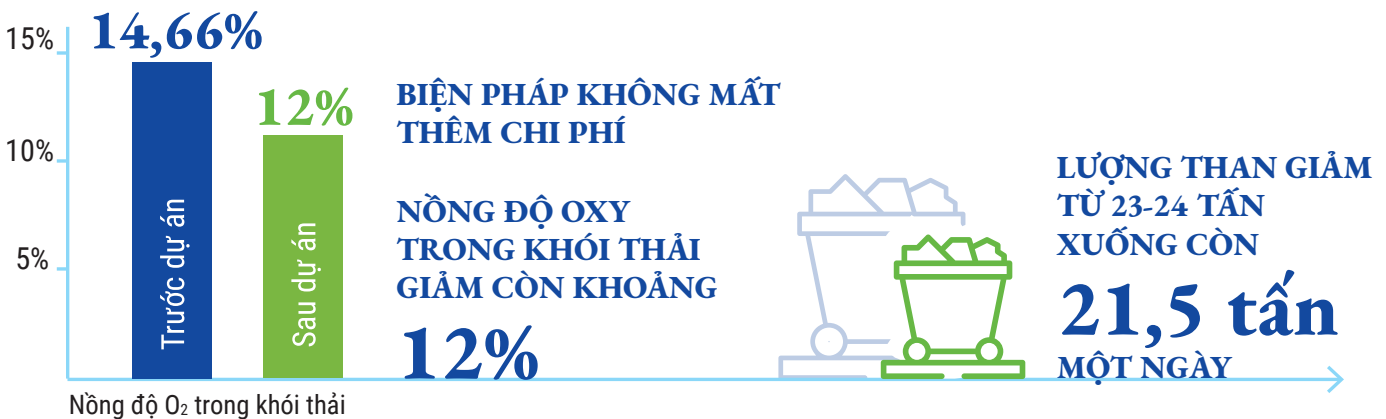 15%
10%
5%
14,66%
12%
Trước dự án
Sau dự án
Nồng độ O₂ trong khói thải
BIỆN PHÁP KHÔNG MẤT
THÊM CHI PHÍ
NỒNG ĐỘ OXY
TRONG KHÓI THẢI
GIẢM CÒN KHOẢNG
12%
LƯỢNG THAN GIẢM
TỪ 23-24 TẤN
XUỐNG CÒN
21,5 tấn
MỘT NGÀY